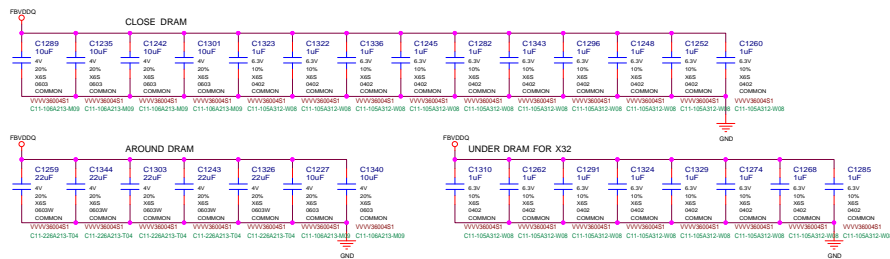 FBVDDQ
CLOSE DRAM
C1289 C1235 C1242 C1301 C1323 C1322 C1336 C1245 C1282 C1343 C1296 C1248 C1252 C1260
10uF 10uF 10uF 10uF 1uF 1uF 1uF 1uF 1uF 1uF 1uF 1uF 1uF 1uF
4V 4V 4V 4V 6.3V 6.3V 6.3V 6.3V 6.3V 6.3V 6.3V 6.3V 6.3V 6.3V
20% 20% 20% 20% 10% 10% 10% 10% 10% 10% 10% 10% 10% 10%
X6S X6S X6S X6S X6S X6S X6S X6S X6S X6S X6S X6S X6S X6S
0603 0603 0603 0603 0402 0402 0402 0402 0402 0402 0402 0402 0402 0402
COMMON COMMON COMMON COMMON COMMON COMMON COMMON COMMON COMMON COMMON COMMON COMMON COMMON COMMON
VVVV36004S1 VVVV36004S1 VVVV36004S1 VVVV36004S1 VVVV36004S1 VVVV36004S1 VVVV36004S1 VVVV36004S1 VVVV36004S1 VVVV36004S1 VVVV36004S1 VVVV36004S1 VVVV36004S1 VVVV36004S1
C11-106A213-M09 C11-106A213-M09 C11-106A213-M09 C11-106A213-M09 C11-105A312-W08 C11-105A312-W08 C11-105A312-W08 C11-105A312-W08 C11-105A312-W08 C11-105A312-W08 C11-105A312-W08 C11-105A312-W08 C11-105A312-W08 C11-105A312-W08
GND
FBVDDQ
AROUND DRAM
C1259 C1344 C1303 C1243 C1326 C1227 C1340
22uF 22uF 22uF 22uF 22uF 10uF 10uF
4V 4V 4V 4V 4V 4V 4V
20% 20% 20% 20% 20% 20% 20%
X6S X6S X6S X6S X6S X6S X6S
0603W 0603W 0603W 0603W 0603W 0603 0603
COMMON COMMON COMMON COMMON COMMON COMMON COMMON
VVVV36004S1 VVVV36004S1 VVVV36004S1 VVVV36004S1 VVVV36004S1 VVVV36004S1 VVVV36004S1
C11-226A213-T04 C11-226A213-T04 C11-226A213-T04 C11-226A213-T04 C11-226A213-T04 C11-106A213-M09 C11-106A213-M09
GND
FBVDDQ
UNDER DRAM FOR X32
C1310 C1262 C1291 C1324 C1329 C1274 C1268 C1285
1uF 1uF 1uF 1uF 1uF 1uF 1uF 1uF
6.3V 6.3V 6.3V 6.3V 6.3V 6.3V 6.3V 6.3V
10% 10% 10% 10% 10% 10% 10% 10%
X6S X6S X6S X6S X6S X6S X6S X6S
0402 0402 0402 0402 0402 0402 0402 0402
COMMON COMMON COMMON COMMON COMMON COMMON COMMON COMMON
VVVV36004S1 VVVV36004S1 VVVV36004S1 VVVV36004S1 VVVV36004S1 VVVV36004S1 VVVV36004S1 VVVV36004S1
C11-105A312-W08 C11-105A312-W08 C11-105A312-W08 C11-105A312-W08 C11-105A312-W08 C11-105A312-W08 C11-105A312-W08 C11-105A312-W08
GND